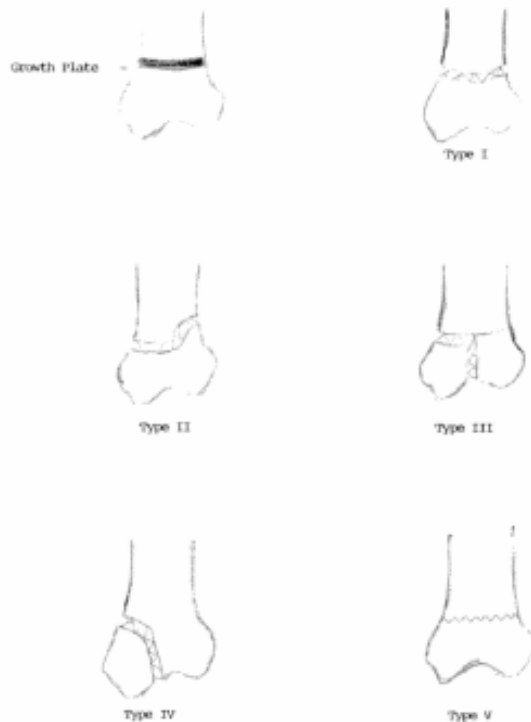 Growth Plate
Type I
Type II
Type III
Type IV
Type V